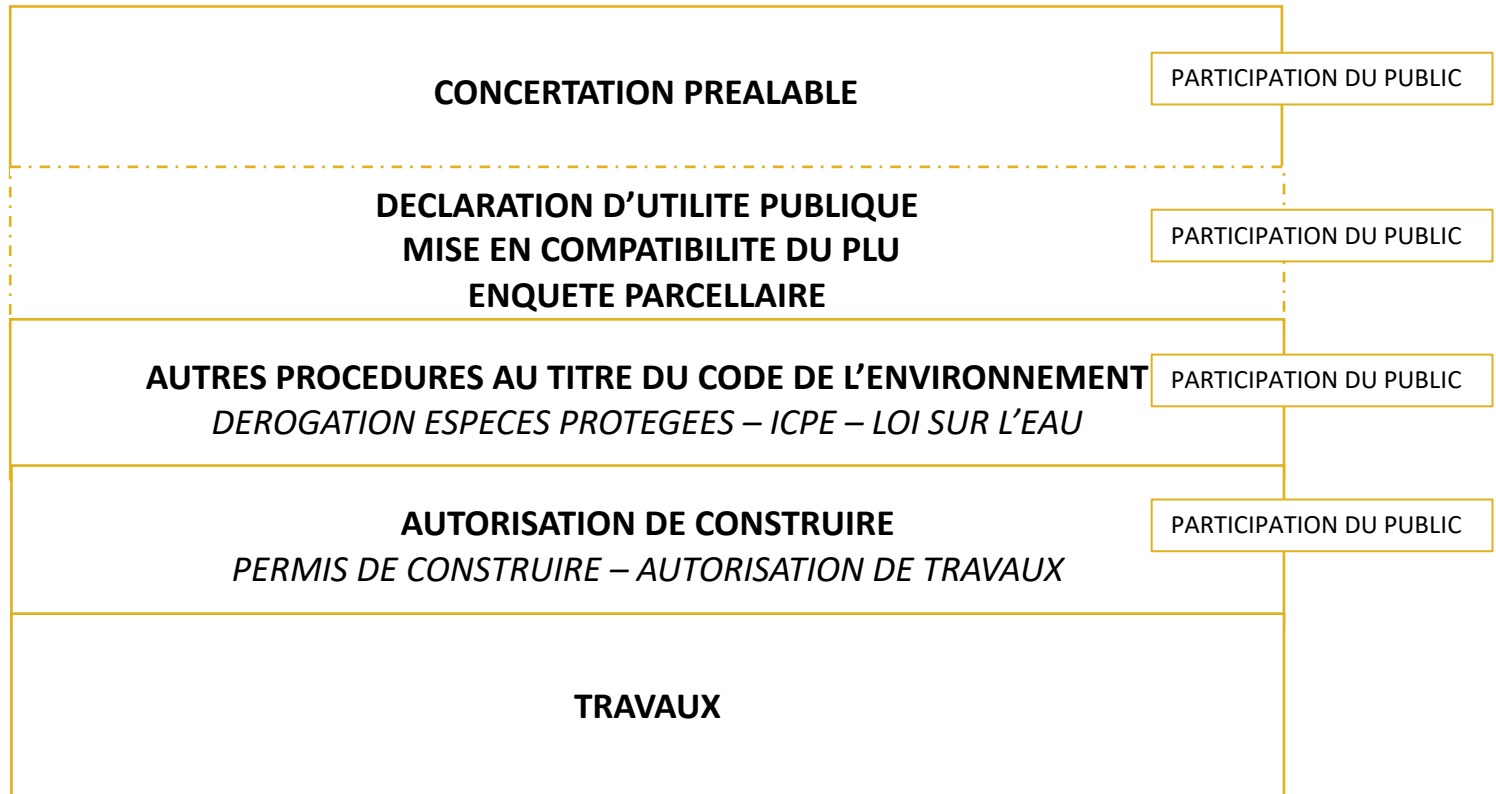 CONCERTATION PREALABLE
PARTICIPATION DU PUBLIC
DECLARATION D’UTILITE PUBLIQUE
MISE EN COMPATIBILITE DU PLU
ENQUETE PARCELLAIRE
PARTICIPATION DU PUBLIC
AUTRES PROCEDURES AU TITRE DU CODE DE L’ENVIRONNEMENT
DEROGATION ESPECES PROTEGEES – ICPE – LOI SUR L’EAU
PARTICIPATION DU PUBLIC
AUTORISATION DE CONSTRUIRE
PERMIS DE CONSTRUIRE – AUTORISATION DE TRAVAUX
PARTICIPATION DU PUBLIC
TRAVAUX